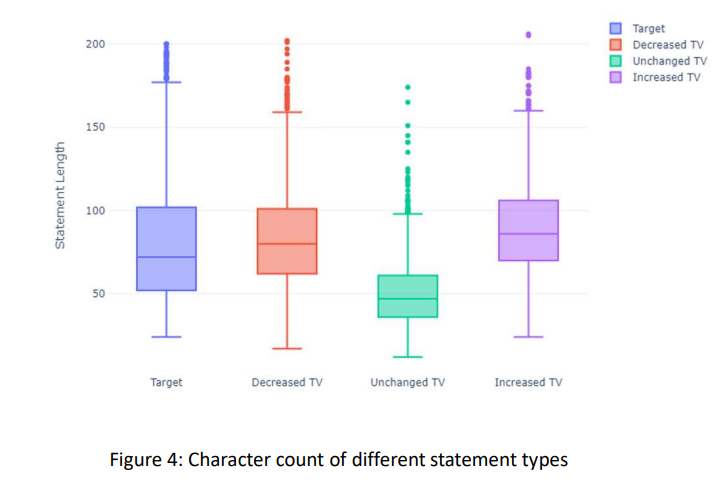 Target
Decreased TV
Unchanged TV
Increased TV
200
150
100
50
Statement Length
Target Decreased TV Unchanged TV Increased TV
Figure 4: Character count of different statement types